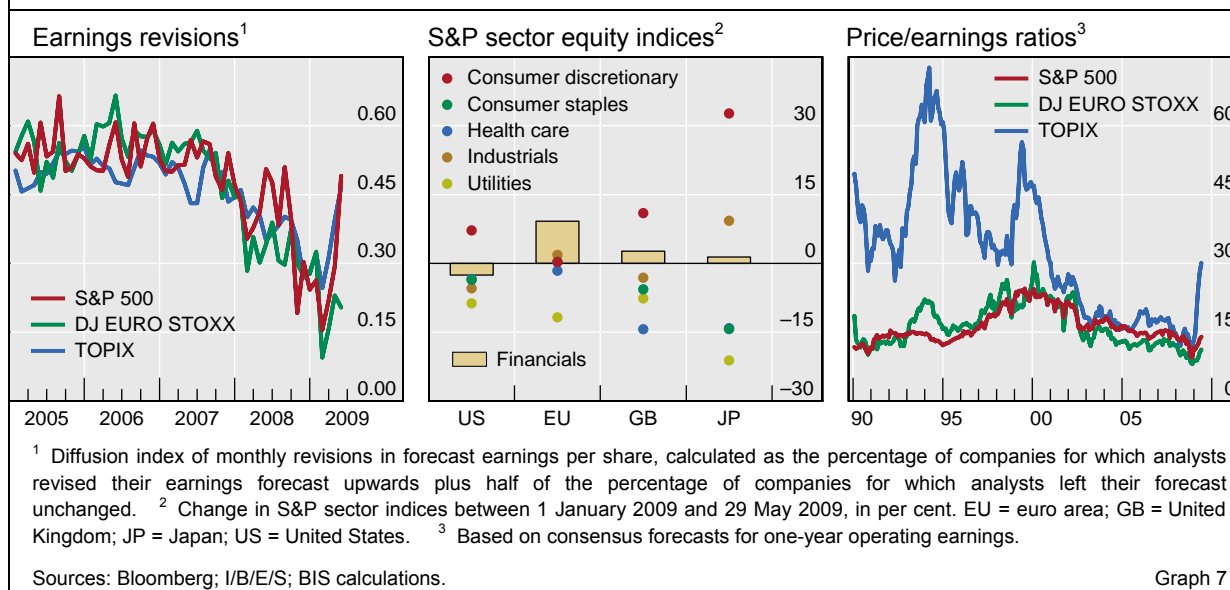 Earnings revisions1
S&P sector equity indices2
Price/earnings ratios3
0.60
0.45
0.30
0.15
0.00
S&P 500
DJ EURO STOXX
TOPIX
2005 2006 2007 2008 2009
Consumer discretionary
Consumer staples
Health care
Industrials
Utilities
Financials
30
15
0
–15
–30
US EU GB JP
S&P 500
DJ EURO STOXX
TOPIX
60
45
30
15
0
90 95 00 05
1 Diffusion index of monthly revisions in forecast earnings per share, calculated as the percentage of companies for which analysts
revised their earnings forecast upwards plus half of the percentage of companies for which analysts left their forecast
unchanged. 2 Change in S&P sector indices between 1 January 2009 and 29 May 2009, in per cent. EU = euro area; GB = United
Kingdom; JP = Japan; US = United States. 3 Based on consensus forecasts for one-year operating earnings.
Sources: Bloomberg; I/B/E/S; BIS calculations. Graph 7